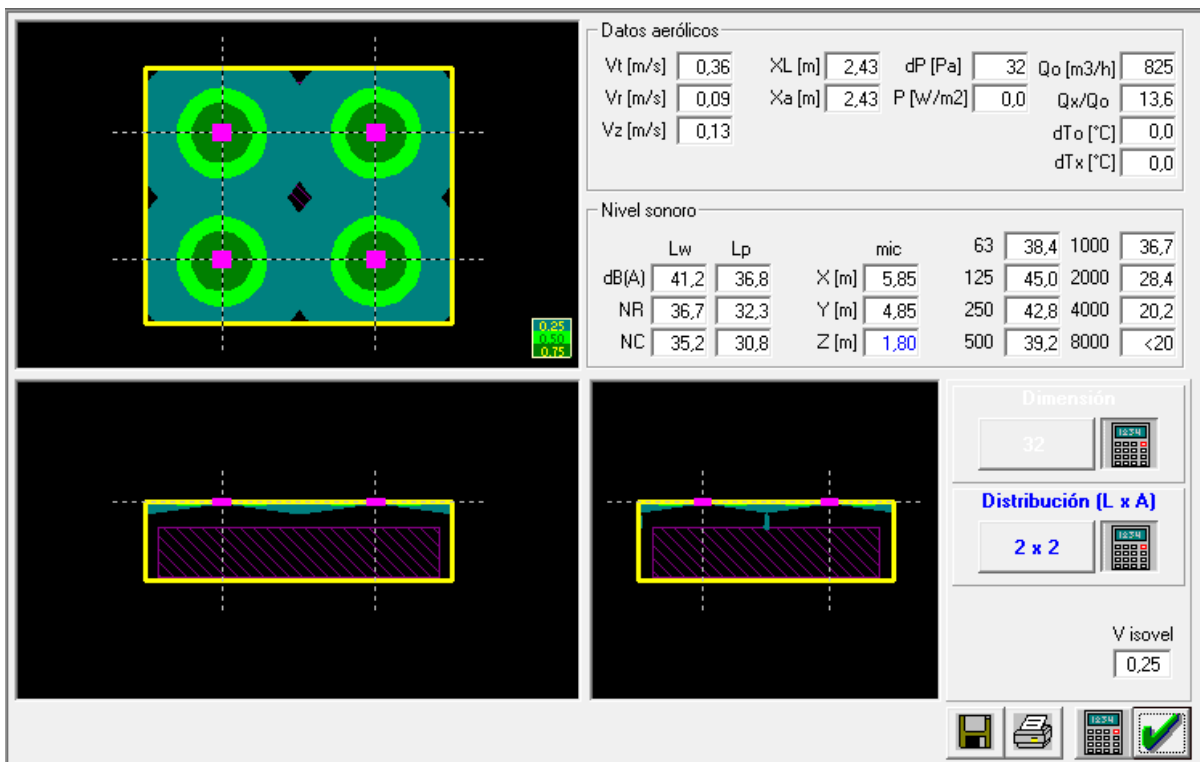 Datos aerólicos
Vt [m/s] 0,36 XL [m] 2,43 dP [Pa] 32 Qo [m3/h] 825
Vr [m/s] 0,09 Xa [m] 2,43 P [W/m2] 0,0 Qx/Qo 13,6
Vz [m/s] 0,13 dTo [°C] 0,0
dTx [°C] 0,0
Nivel sonoro
Lw Lp mic 63 38,4 1000 36,7
dB(A) 41,2 36,8 X [m] 5,85 125 45,0 2000 28,4
NR 36,7 32,3 Y [m] 4,85 250 42,8 4000 20,2
NC 35,2 30,8 Z [m] 1,80 500 39,2 8000 <20
0.25
0.50
0.75
Dimensión
32
Distribución (L x A)
2 x 2
V isovel
0,25